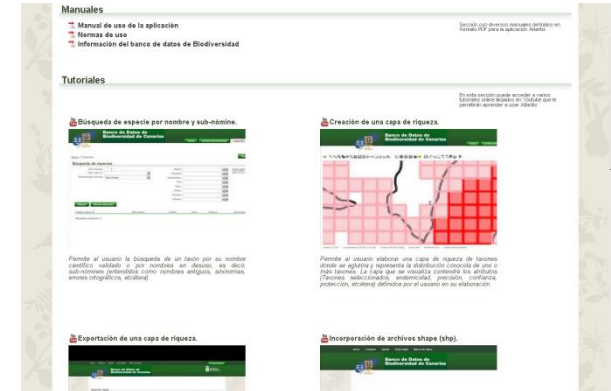 Manuales
Manual de uso de la aplicación
Normas de uso
Información del banco de datos de Biodiversidad
Sección con diversos manuales definidos en
formato PDF para la aplicación Atlantis
Tutoriales
En esta sección puede acceder a varios
tutoriales online alojados en Youtube que le
permitirán aprender a usar Atlantis
Búsqueda de especie por nombre y sub-nómine.
Creación de una capa de riqueza.
Banco de Datos de
Biodiversidad de Canarias
Banco de Datos de
Biodiversidad de Canarias
Búsqueda de especies
Permite al usuario la búsqueda de un taxón por su nombre
científico validado o por nombres en desuso, es decir,
sub-nómines (entendidos como nombres antiguos, sinonimias,
errores ortográficos, etcétera).
Permite al usuario elaborar una capa de riqueza de taxones
donde se aglutina y representa la distribución conocida de uno o
más taxones. La capa que se visualiza contendrá los atributos
(Taxones seleccionados, endemicidad, precisión, confianza,
protección, etcétera) definidos por el usuario en su elaboración.
Exportación de una capa de riqueza.
Incorporación de archivos shape (shp).
Banco de Datos de
Biodiversidad de Canarias
Banco de Datos de
Biodiversidad de Canarias